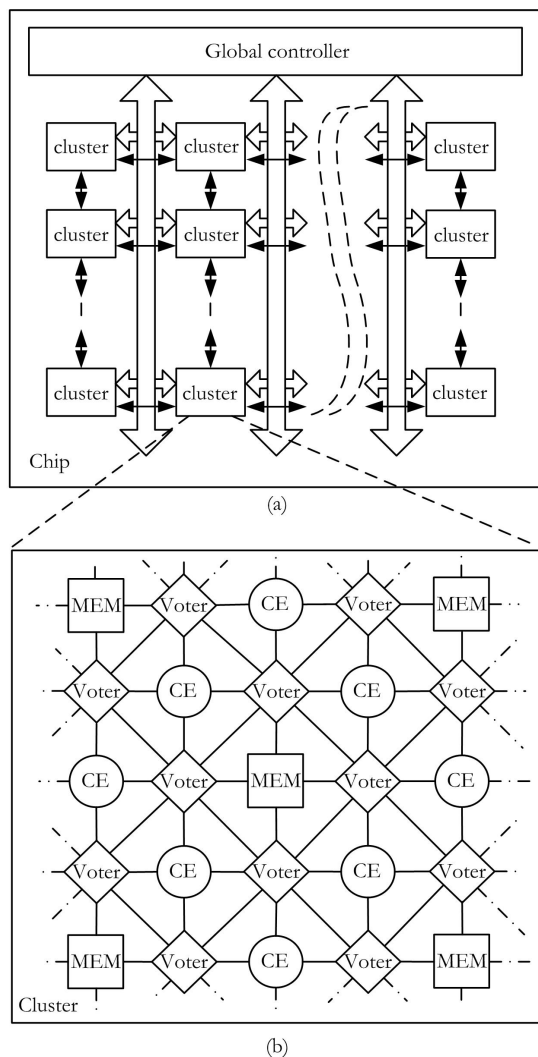 Global controller
cluster cluster cluster
cluster cluster cluster
cluster cluster cluster
Chip
(a)
MEM Voter CE Voter MEM
Voter CE Voter CE Voter
CE Voter MEM Voter CE
Voter CE Voter CE Voter
MEM Voter CE Voter MEM
Cluster
(b)